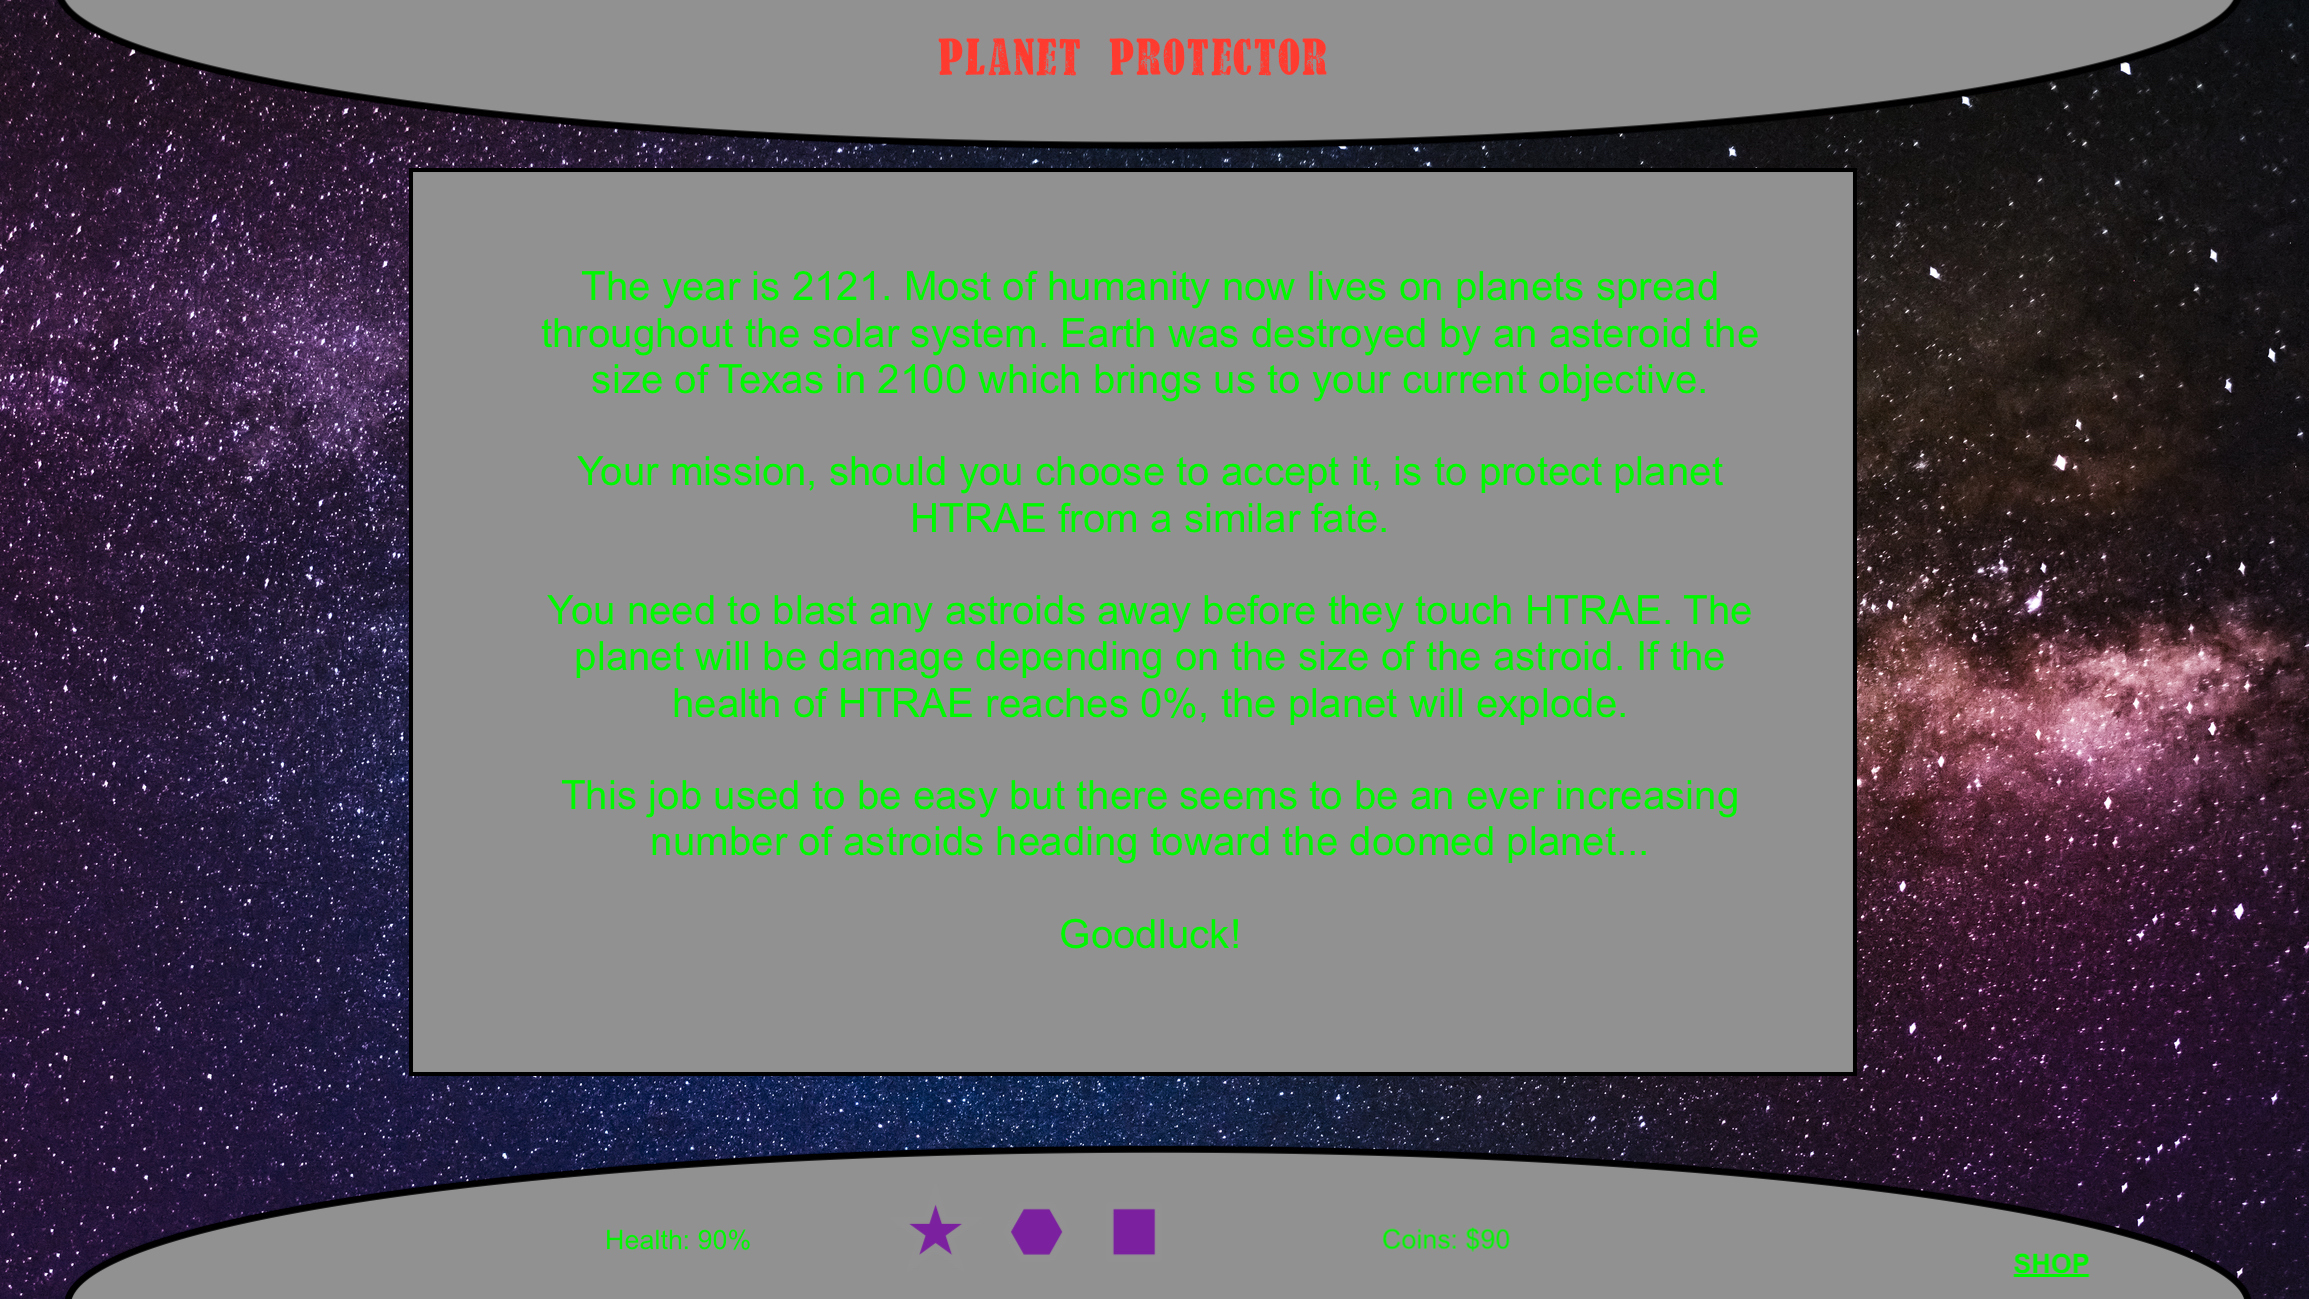 PLANET PROTECTOR
The year is 2121. Most of humanity now lives on planets spread
throughout the solar system. Earth was destroyed by an asteroid the
size of Texas in 2100 which brings us to your current objective.
Your mission, should you choose to accept it, is to protect planet
HTRAE from a similar fate.
You need to blast any astroids away before they touch HTRAE. The
planet will be damage depending on the size of the astroid. If the
health of HTRAE reaches 0%, the planet will explode.
This job used to be easy but there seems to be an ever increasing
number of astroids heading toward the doomed planet...
Goodluck!
Health: 90%
Coins: $90
SHOP